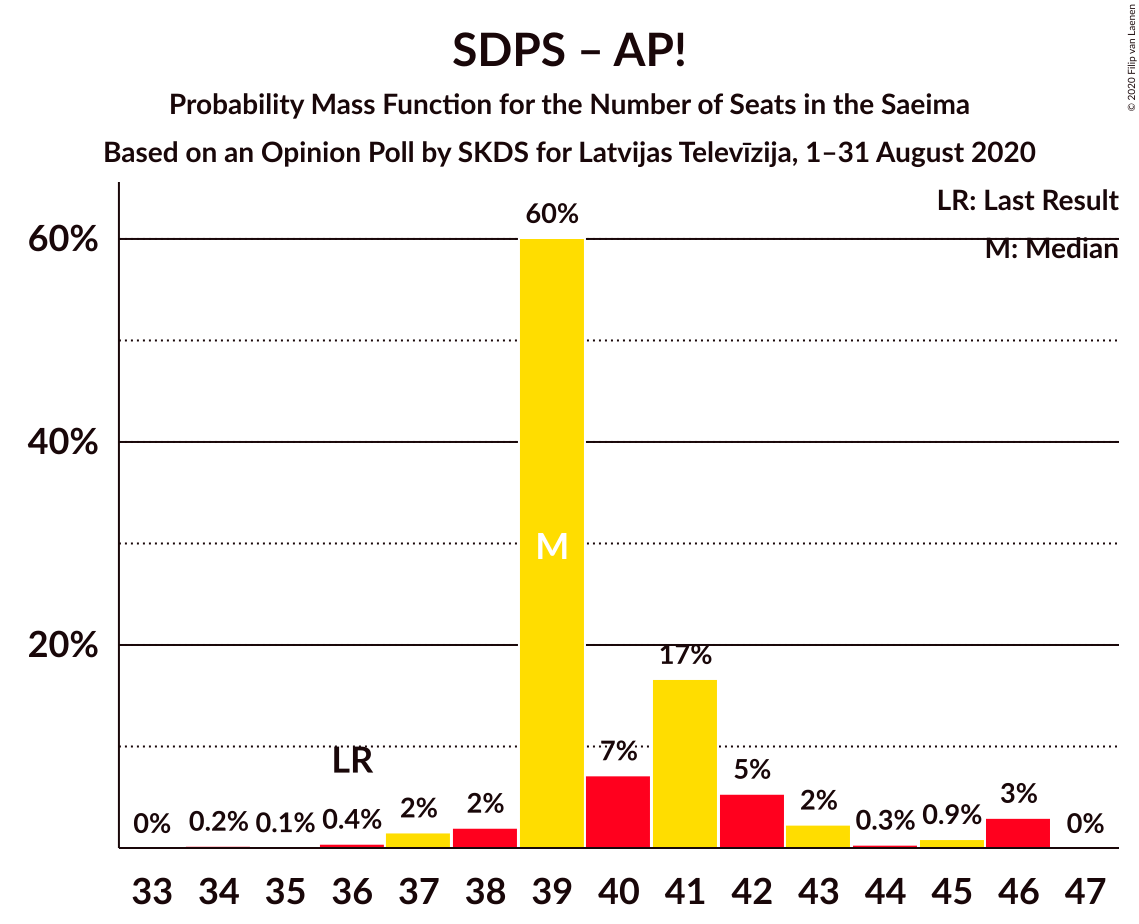 SDPS – AP!
Probability Mass Function for the Number of Seats in the Saeima
Based on an Opinion Poll by SKDS for Latvijas Televīzija, 1–31 August 2020
© 2020 Filip van Laenen
LR: Last Result
M: Median
60%
40%
20%
0%
0.2%
0.1%
0.4%
LR
2%
2%
60%
M
7%
17%
5%
2%
0.3%
0.9%
3%
0%
33 34 35 36 37 38 39 40 41 42 43 44 45 46 47